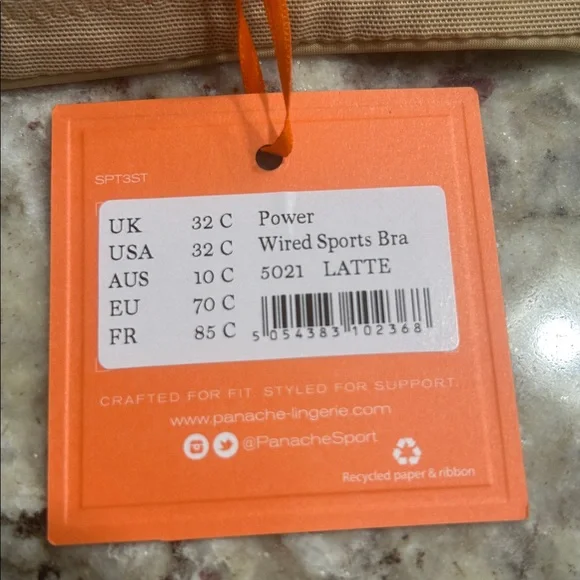 SPT3ST
UK 32 C Power
USA 32 C Wired Sports Bra
AUS 10 C 5021 LATTE
EU 70 C
FR 85 C
5 054383 102368
CRAFTED FOR FIT STYLED FOR SUPPORT.
www.panache-lingerie.com
@PanacheSport
Recycled paper & ribbon